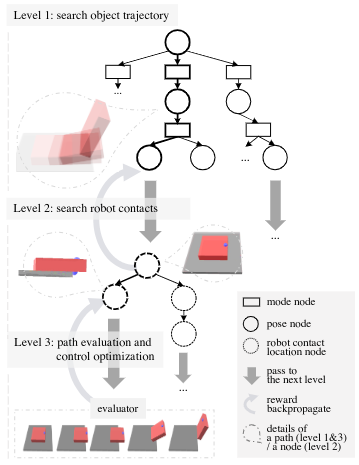 Level 1: search object trajectory
...
...
Level 2: search robot contacts
...
Level 3: path evaluation and
control optimization
...
evaluator
mode node
pose node
robot contact
location node
pass to
the next level
reward
backpropagate
details of
a path (level 1&3)
/ a node (level 2)